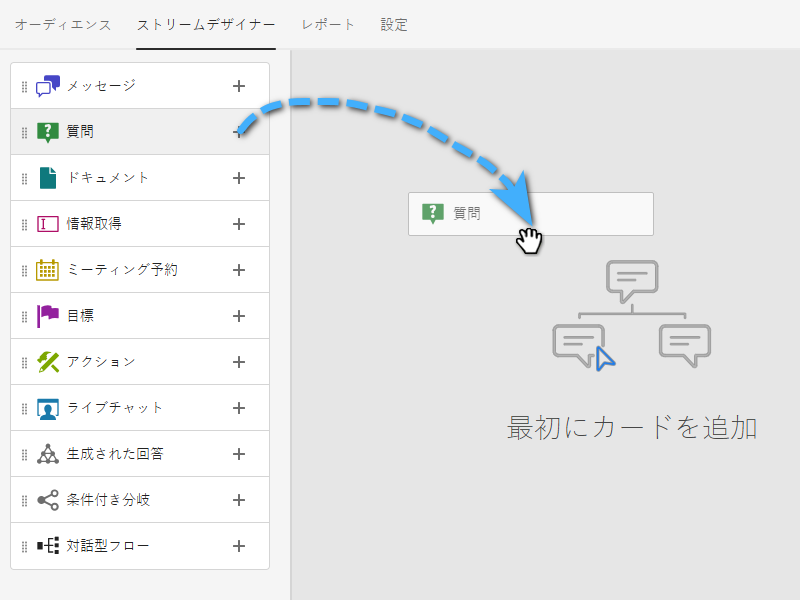 オーディエンス ストリームデザイナー レポート 設定
メッセージ
質問
ドキュメント
情報取得
ミーティング予約
目標
アクション
ライブチャット
生成された回答
条件付き分岐
対話型フロー
質問
最初にカードを追加